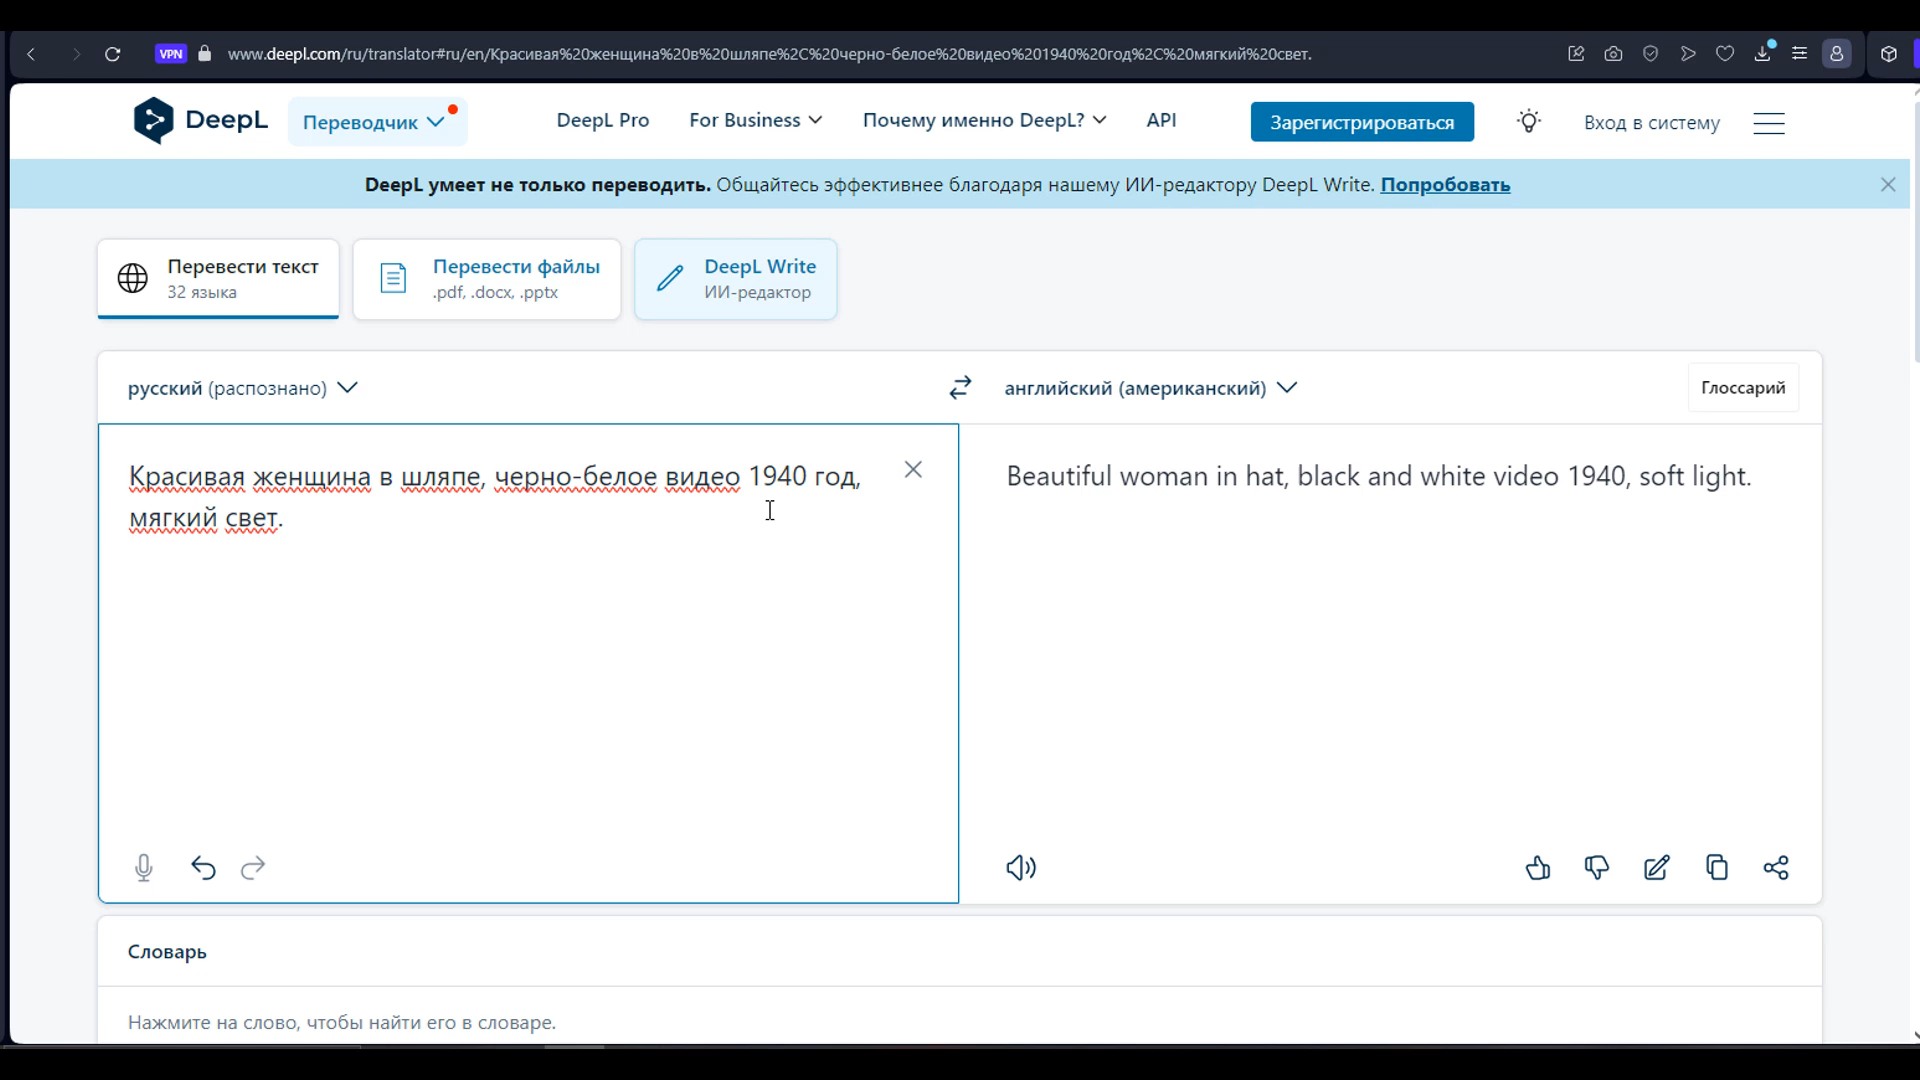 VPN www.deepl.com/ru/translator#ru/en/Красивая%20женщина%20в%20шляпе%2C%20черно-белое%20видео%201940%20год%2C%20мягкий%20свет.
DeepL Переводчик DeepL Pro For Business Почему именно DeepL? API Зарегистрироваться Вход в систему
DeepL умеет не только переводить. Общайтесь эффективнее благодаря нашему ИИ-редактору DeepL Write. Попробовать
Перевести текст
32 языка
Перевести файлы
.pdf, .docx, .pptx
DeepL Write
ИИ-редактор
русский (распознано)
английский (американский)
Глоссарий
Красивая женщина в шляпе, черно-белое видео 1940 год,
мягкий свет.
Beautiful woman in hat, black and white video 1940, soft light.
Словарь
Нажмите на слово, чтобы найти его в словаре.